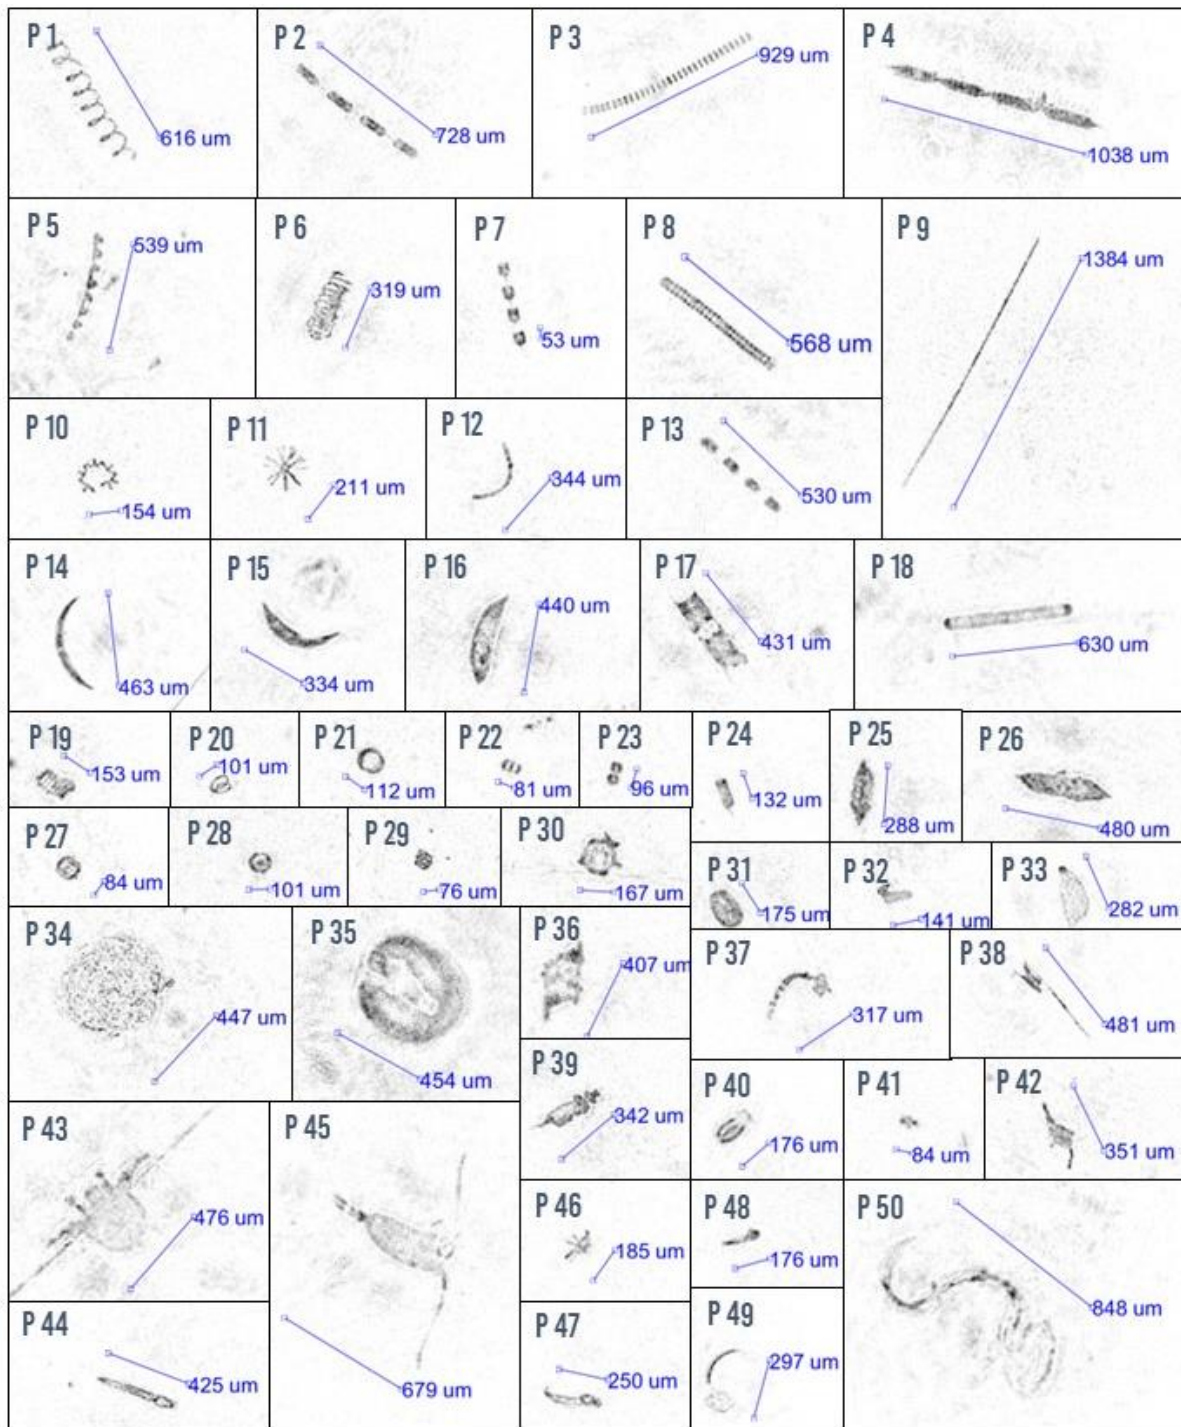 P 1
616 um
P 2
728 um
P 3
929 um
P 4
1038 um
P 5
539 um
P 6
319 um
P 7
53 um
P 8
568 um
P 9
1384 um
P 10
154 um
P 11
211 um
P 12
344 um
P 13
530 um
P 14
463 um
P 15
334 um
P 16
440 um
P 17
431 um
P 18
630 um
P 19
153 um
P 20
101 um
P 21
112 um
P 22
81 um
P 23
96 um
P 24
132 um
P 25
288 um
P 26
480 um
P 27
84 um
P 28
101 um
P 29
76 um
P 30
167 um
P 31
175 um
P 32
141 um
P 33
282 um
P 34
447 um
P 35
454 um
P 36
407 um
P 37
317 um
P 38
481 um
P 39
342 um
P 40
176 um
P 41
84 um
P 42
351 um
P 43
476 um
P 44
425 um
P 45
679 um
P 46
185 um
P 47
250 um
P 48
176 um
P 49
297 um
P 50
848 um